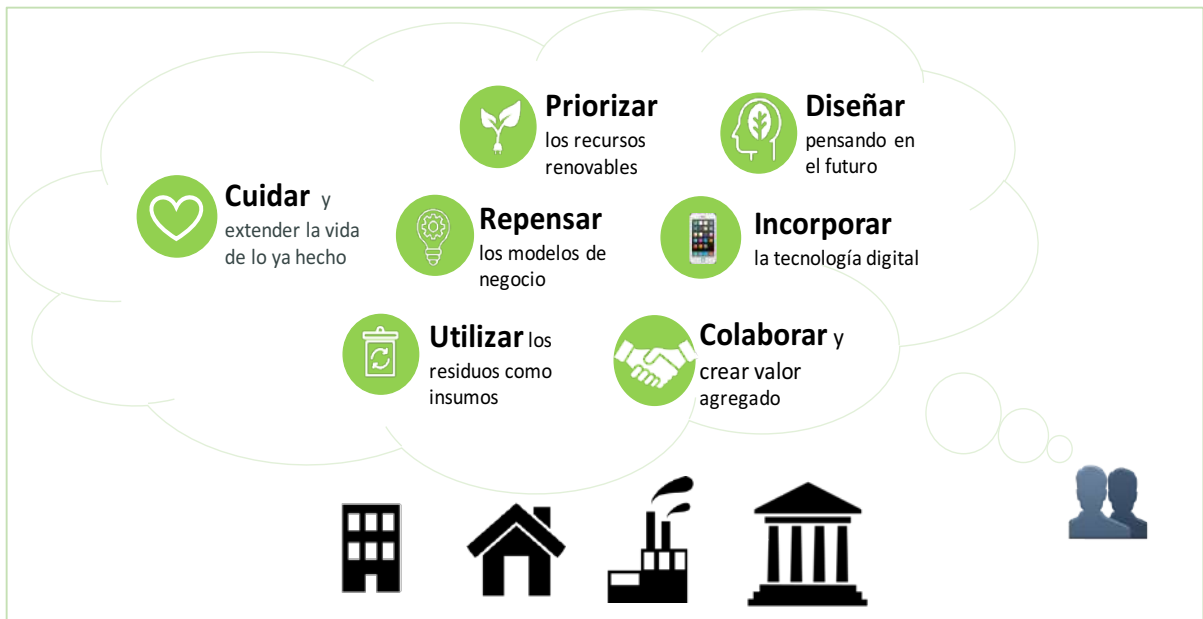 Priorizar
los recursos
renovables
Diseñar
pensando en
el futuro
Cuidar y
extender la vida
de lo ya hecho
Repensar
los modelos de
negocio
Incorporar
la tecnología digital
Utilizar los
residuos como
insumos
Colaborar y
crear valor
agregado